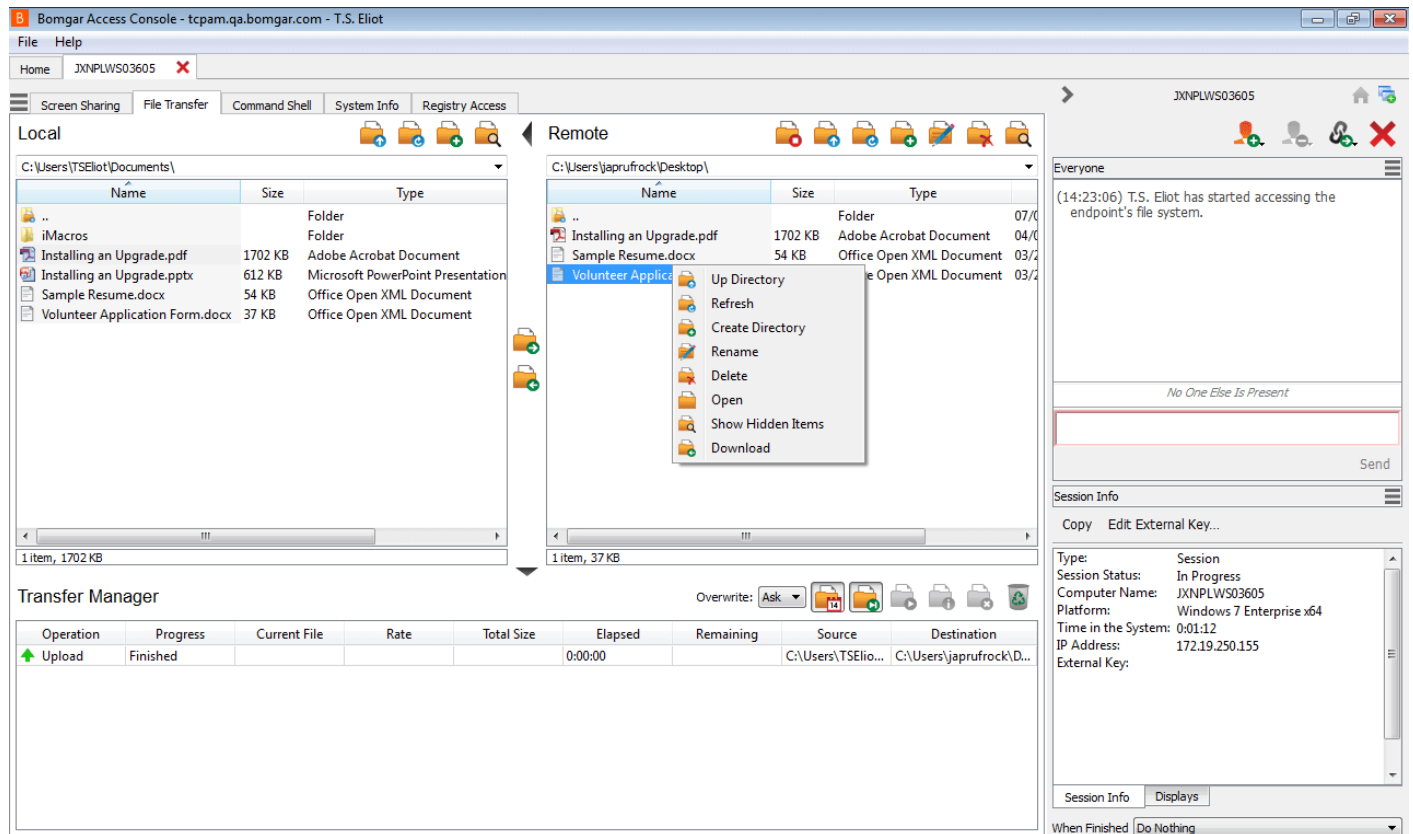 B Bomgar Access Console - tcpam.qa.bomgar.com - T.S. Eliot
File Help
Home JXNPLWS03605
Screen Sharing File Transfer Command Shell System Info Registry Access
JXNPLWS03605
Local
Remote
C:\Users\TSEliot\Documents\
C:\Users\japrufrock\Desktop\
Name Size Type
.. Folder
iMacros Folder
Installing an Upgrade.pdf 1702 KB Adobe Acrobat Document
Installing an Upgrade.pptx 612 KB Microsoft PowerPoint Presentation
Sample Resume.docx 54 KB Office Open XML Document
Volunteer Application Form.docx 37 KB Office Open XML Document
1 item, 1702 KB
Name Size Type
.. Folder 07/0
Installing an Upgrade.pdf 1702 KB Adobe Acrobat Document 04/0
Sample Resume.docx 54 KB Office Open XML Document 03/2
Volunteer Applica e Open XML Document 03/2
Up Directory
Refresh
Create Directory
Rename
Delete
Open
Show Hidden Items
Download
1 item, 37 KB
Everyone
(14:23:06) T.S. Eliot has started accessing the
endpoint's file system.
No One Else Is Present
Send
Session Info
Copy Edit External Key...
Type: Session
Session Status: In Progress
Computer Name: JXNPLWS03605
Platform: Windows 7 Enterprise x64
Time in the System: 0:01:12
IP Address: 172.19.250.155
External Key:
Session Info Displays
When Finished Do Nothing
Transfer Manager
Overwrite: Ask 14
Operation Progress Current File Rate Total Size Elapsed Remaining Source Destination
Upload Finished 0:00:00 C:\Users\TSElio... C:\Users\japrufrock\D...